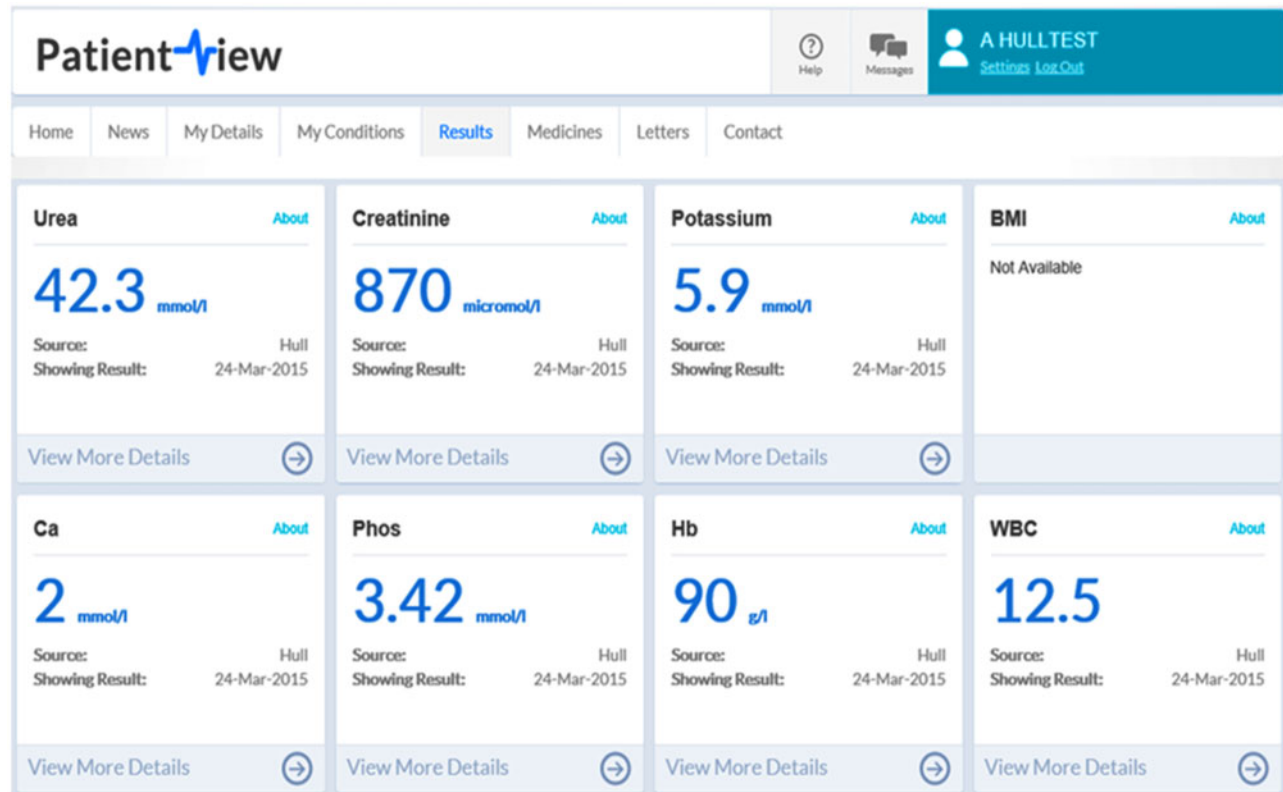 Patient View
Help
Messages
A HULLTEST
Settings Log Out
Home News My Details My Conditions Results Medicines Letters Contact
Urea About
42.3 mmol/l
Source: Hull
Showing Result: 24-Mar-2015
View More Details
Creatinine About
870 micromol/l
Source: Hull
Showing Result: 24-Mar-2015
View More Details
Potassium About
5.9 mmol/l
Source: Hull
Showing Result: 24-Mar-2015
View More Details
BMI About
Not Available
Ca About
2 mmol/l
Source: Hull
Showing Result: 24-Mar-2015
View More Details
Phos About
3.42 mmol/l
Source: Hull
Showing Result: 24-Mar-2015
View More Details
Hb About
90 g/l
Source: Hull
Showing Result: 24-Mar-2015
View More Details
WBC About
12.5
Source: Hull
Showing Result: 24-Mar-2015
View More Details